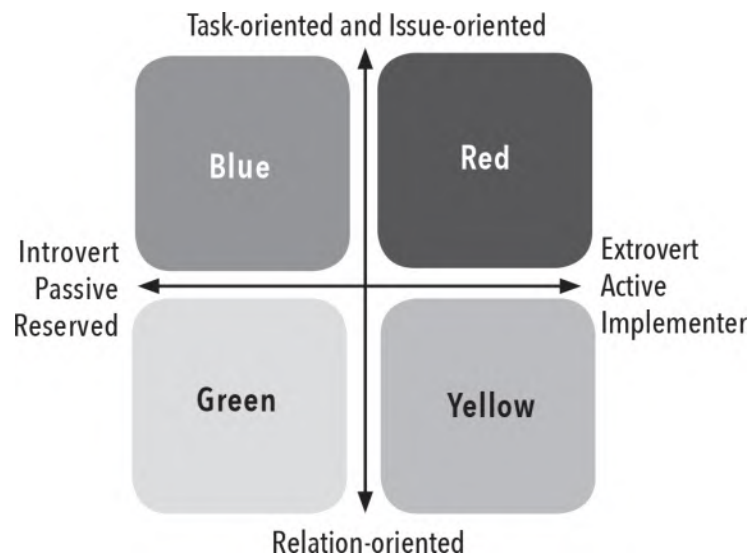 Task-oriented and Issue-oriented
Blue
Red
Introvert
Passive
Reserved
Extrovert
Active
Implementer
Green
Yellow
Relation-oriented